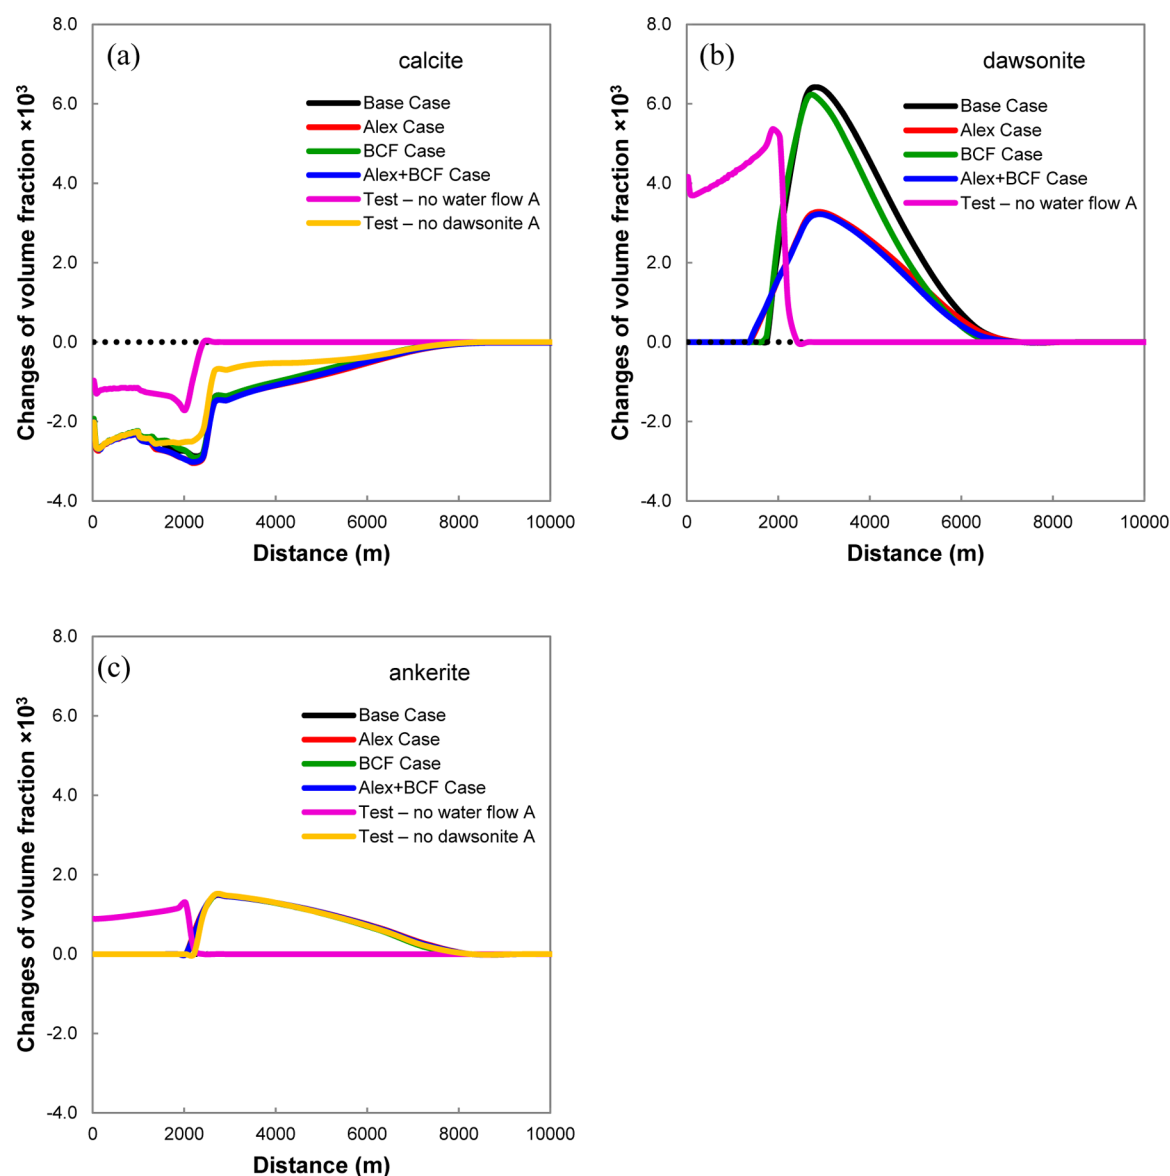 (a)
calcite
Base Case
Alex Case
BCF Case
Alex+BCF Case
Test – no water flow A
Test – no dawsonite A
Changes of volume fraction ×10³
8.0
6.0
4.0
2.0
0.0
-2.0
-4.0
0 2000 4000 6000 8000 10000
Distance (m)
(b)
dawsonite
Base Case
Alex Case
BCF Case
Alex+BCF Case
Test – no water flow A
Changes of volume fraction ×10³
8.0
6.0
4.0
2.0
0.0
-2.0
-4.0
0 2000 4000 6000 8000 10000
Distance (m)
(c)
ankerite
Base Case
Alex Case
BCF Case
Alex+BCF Case
Test – no water flow A
Test – no dawsonite A
Changes of volume fraction ×10³
8.0
6.0
4.0
2.0
0.0
-2.0
-4.0
0 2000 4000 6000 8000 10000
Distance (m)